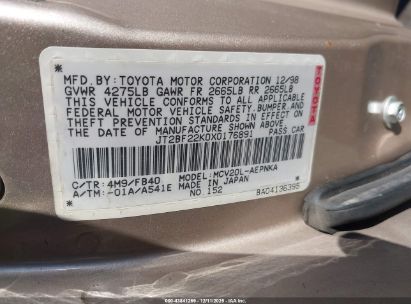 MFD. BY: TOYOTA MOTOR CORPORATION 12/98
GVWR 4275LB GAWR FR 2665LB RR 2665LB
THIS VEHICLE CONFORMS TO ALL APPLICABLE
FEDERAL MOTOR VEHICLE SAFETY, BUMPER, AND
THEFT PREVENTION STANDARDS IN EFFECT ON
THE DATE OF MANUFACTURE SHOWN ABOVE.
JT2BF22K0X0176891 PASS. CAR
C/TR: 4M9/FB40 MODEL: MCV20L-AEPNKA
A/TM: -01A/A541E MADE IN JAPAN
NO.152 BA04136395
TOYOTA
12/11/2025